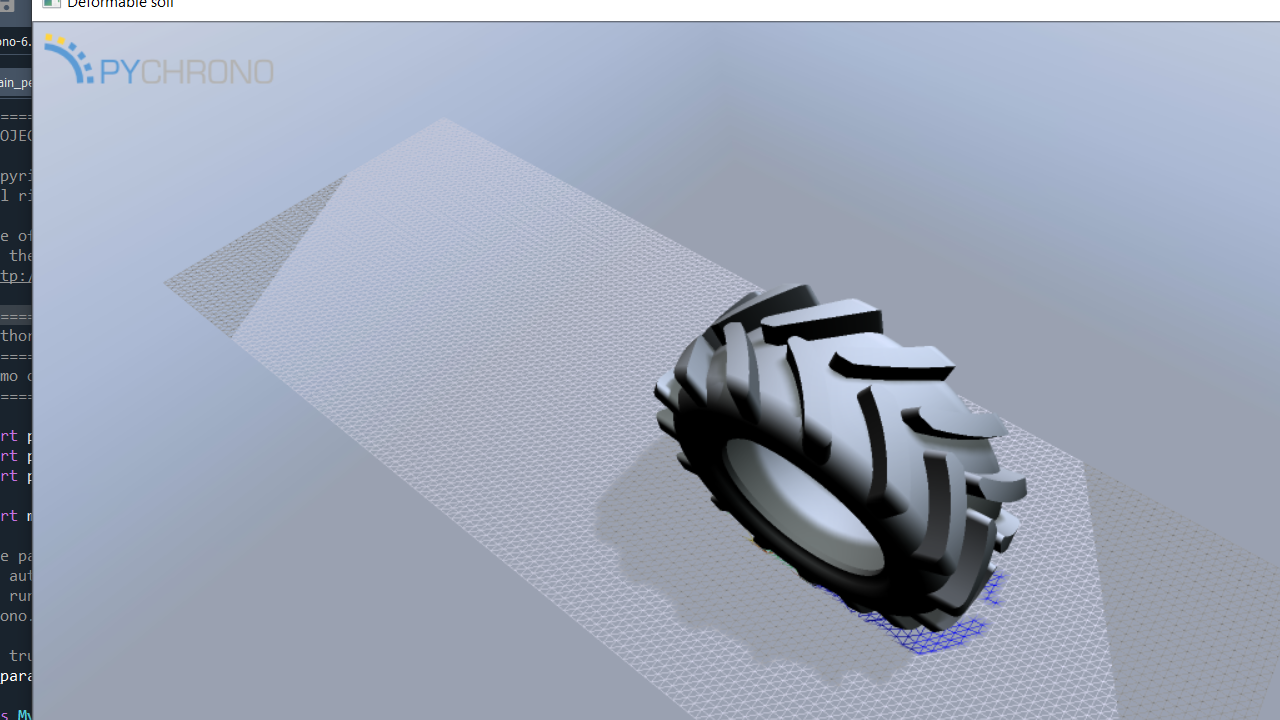 Deformable soil
PYCHRONO
ono-6.
ain_pe
====
OJEC
pyri
l ri
e of
the
tp:/
====
thor
====
mo d
====
rt p
rt p
rt p
rt m
e pa
aut
run
ono.
tru
para
s My